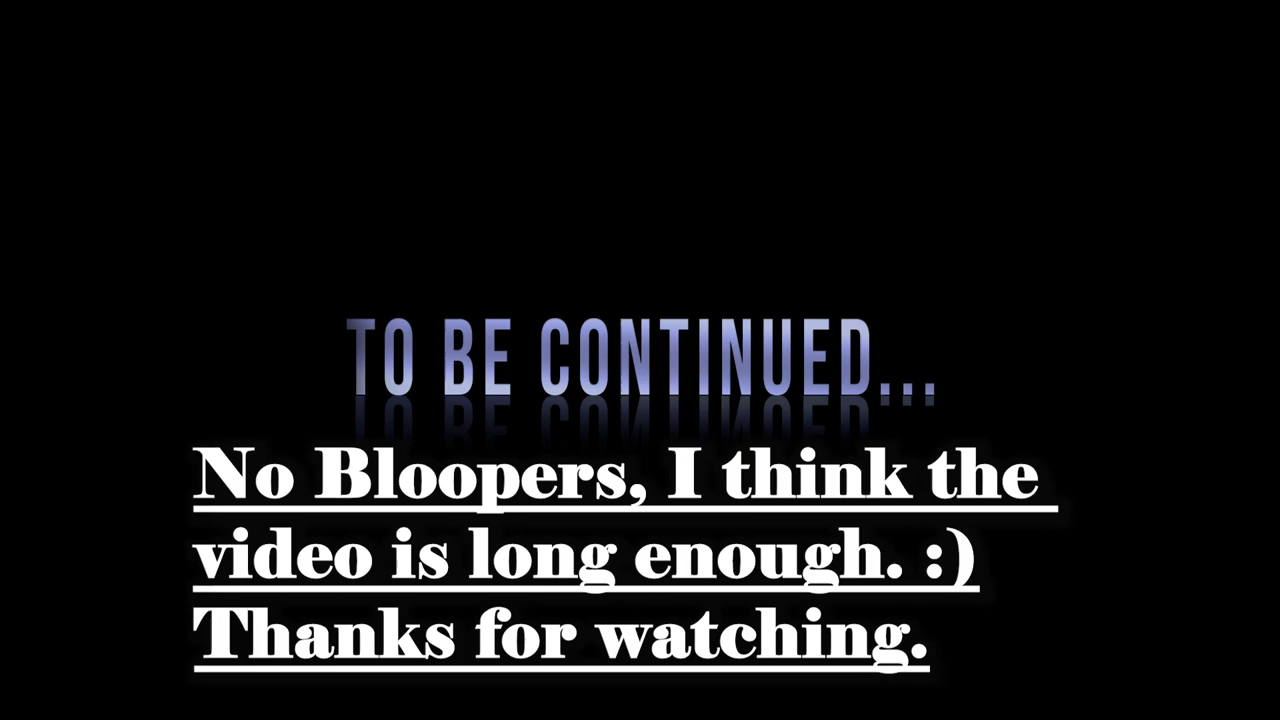 TO BE CONTINUED...
No Bloopers, I think the
video is long enough. :)
Thanks for watching.